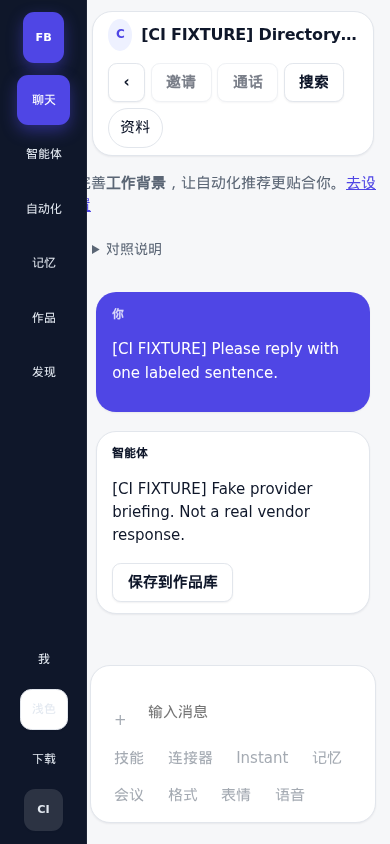 FB
聊天
智能体
自动化
记忆
作品
发现
我
浅色
下载
CI
C [CI FIXTURE] Directory...
‹ 邀请 通话 搜索
资料
善工作背景，让自动化推荐更贴合你。去设
▶ 对照说明
你
[CI FIXTURE] Please reply with
one labeled sentence.
智能体
[CI FIXTURE] Fake provider
briefing. Not a real vendor
response.
保存到作品库
+ 输入消息
技能 连接器 Instant 记忆
会议 格式 表情 语音